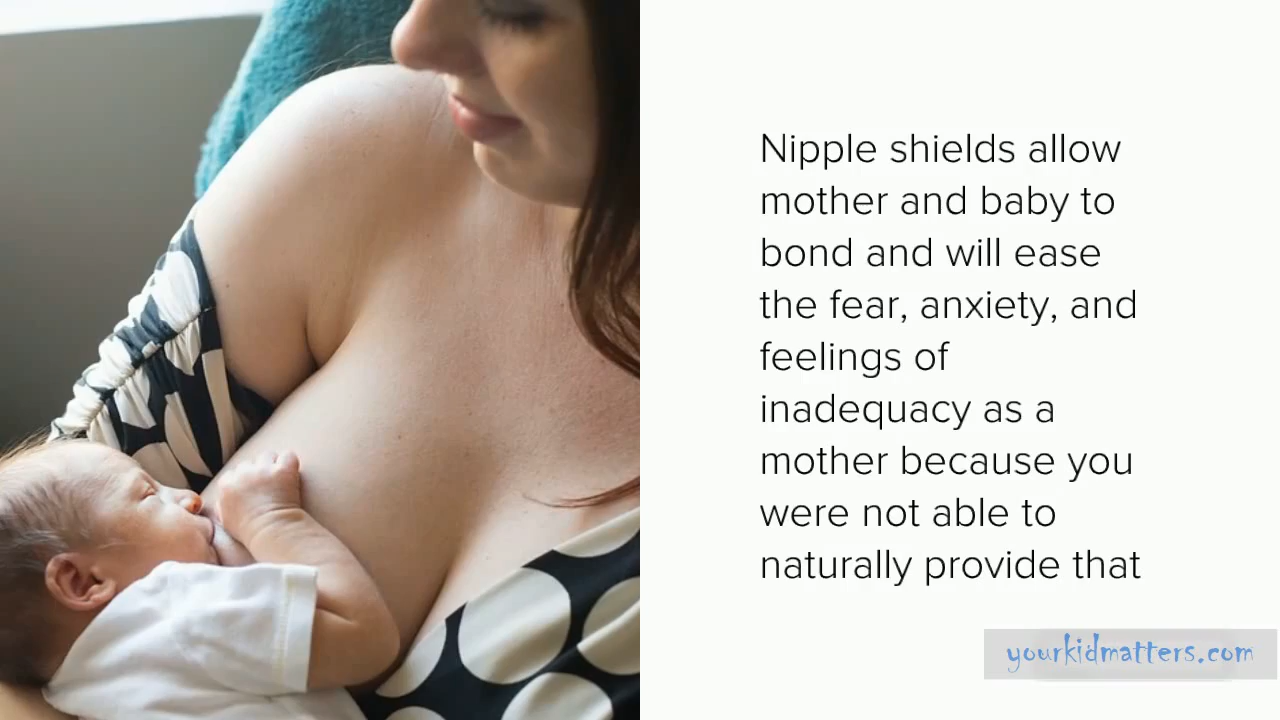 Nipple shields allow
mother and baby to
bond and will ease
the fear, anxiety, and
feelings of
inadequacy as a
mother because you
were not able to
naturally provide that
yourkidmatters.com